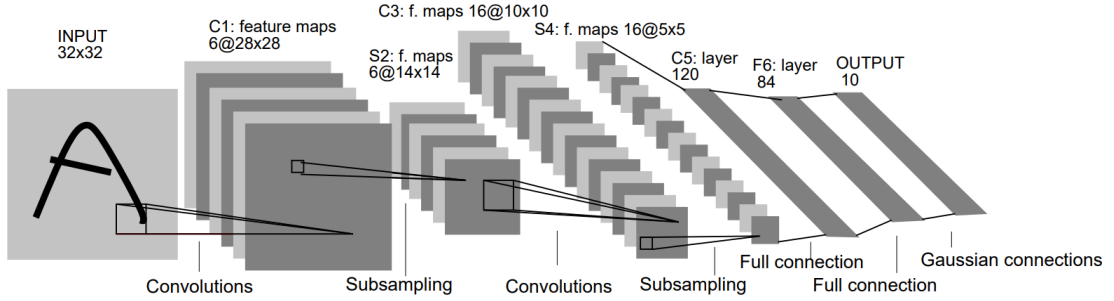 INPUT
32x32
C1: feature maps
6@28x28
S2: f. maps
6@14x14
C3: f. maps 16@10x10
S4: f. maps 16@5x5
C5: layer
120
F6: layer
84
OUTPUT
10
Convolutions
Subsampling
Convolutions
Subsampling
Full connection
Full connection
Gaussian connections